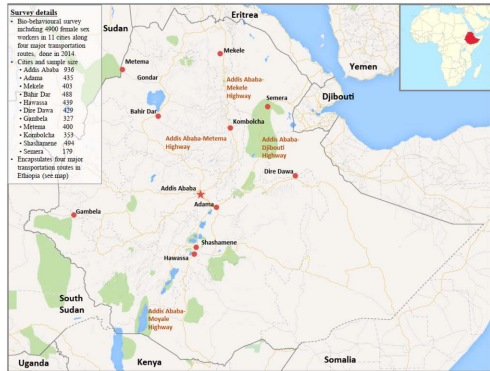 Survey details
• Bio-behavioural survey
including 4900 female sex
workers in 11 cities along
four major transportation
routes, done in 2014.
• Cities and sample size
• Addis Ababa 936
• Adama 435
• Mekele 403
• Bahir Dar 488
• Hawassa 439
• Dire Dawa 429
• Gambela 327
• Metema 400
• Kombolcha 359
• Shashamene 494
• Semera 179
• Encapsulates four major
transportation routes in
Ethiopia (see map)
Sudan
Eritrea
Yemen
Djibouti
Mekele
Metema
Gondar
Addis Ababa-
Mekele
Highway
Semera
Bahir Dar
Kombolcha
Addis Ababa-Metema
Highway
Addis Ababa-
Djibouti
Highway
Dire Dawa
Addis Ababa
Adama
Gambela
Shashamene
Hawassa
South
Sudan
Addis Ababa-
Moyale
Highway
Uganda
Kenya
Somalia